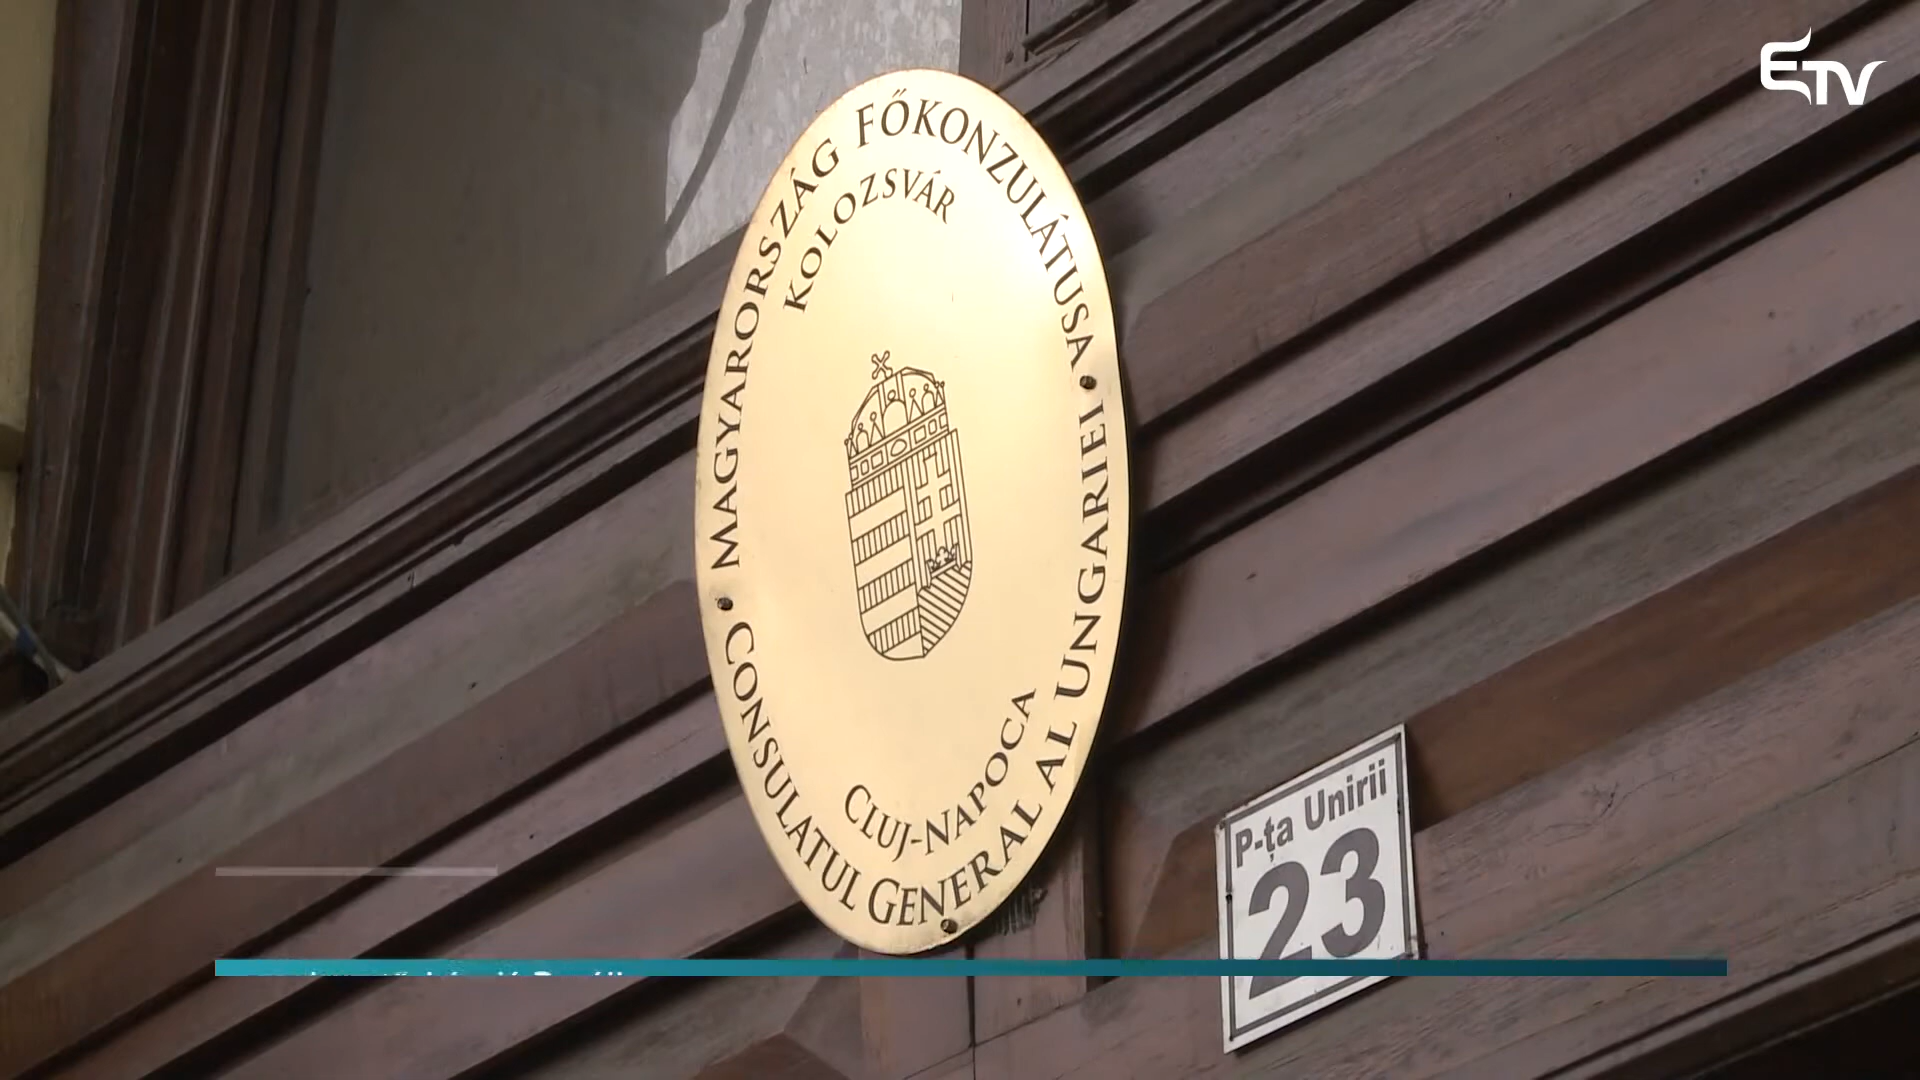 ETV
MAGYARORSZÁG FŐKONZULÁTUSA
KOLOZSVÁR
CLUJ-NAPOCA
CONSULATUL GENERAL AL UNGARIEI
P-ța Unirii
23